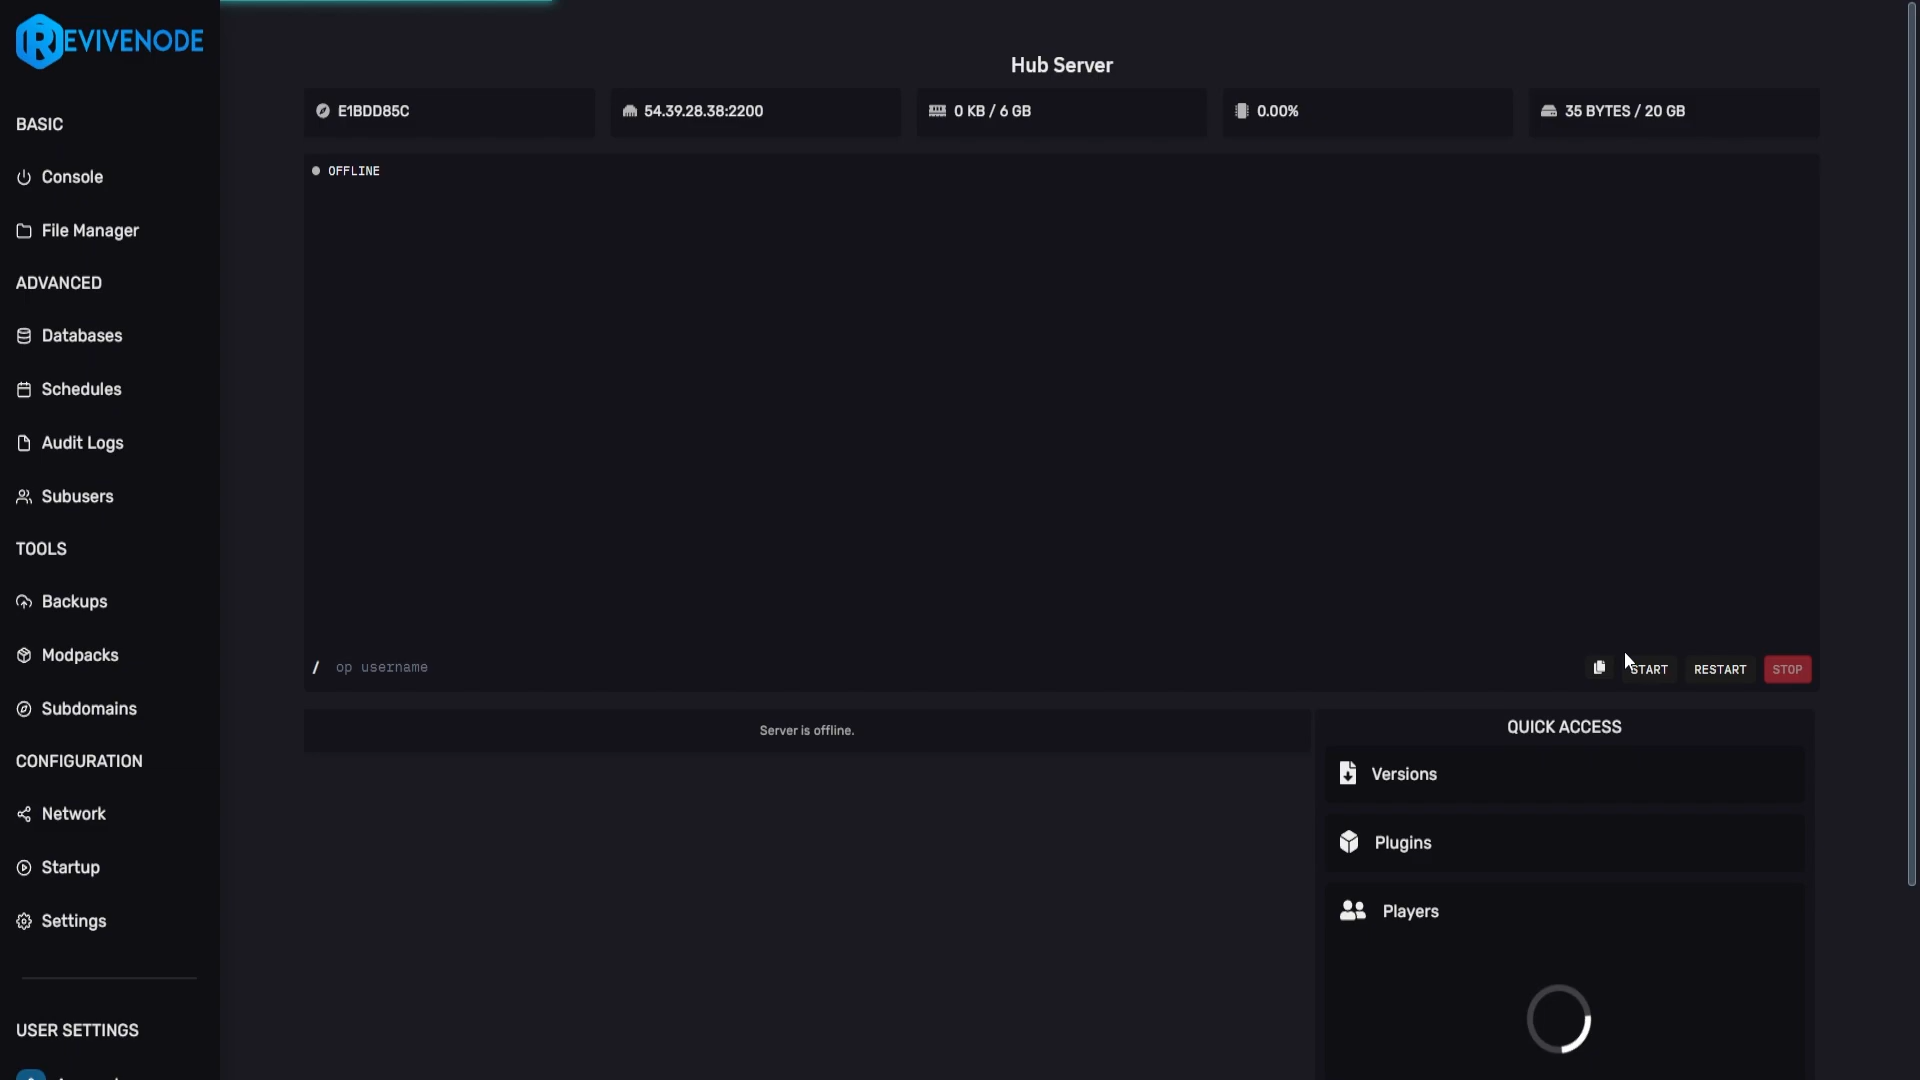 REVIVENODE
BASIC
Console
File Manager
ADVANCED
Databases
Schedules
Audit Logs
Subusers
TOOLS
Backups
Modpacks
Subdomains
CONFIGURATION
Network
Startup
Settings
USER SETTINGS
Hub Server
E1BDD85C
54.39.28.38:2200
0 KB / 6 GB
0.00%
35 BYTES / 20 GB
OFFLINE
/ op username
START RESTART STOP
Server is offline.
QUICK ACCESS
Versions
Plugins
Players